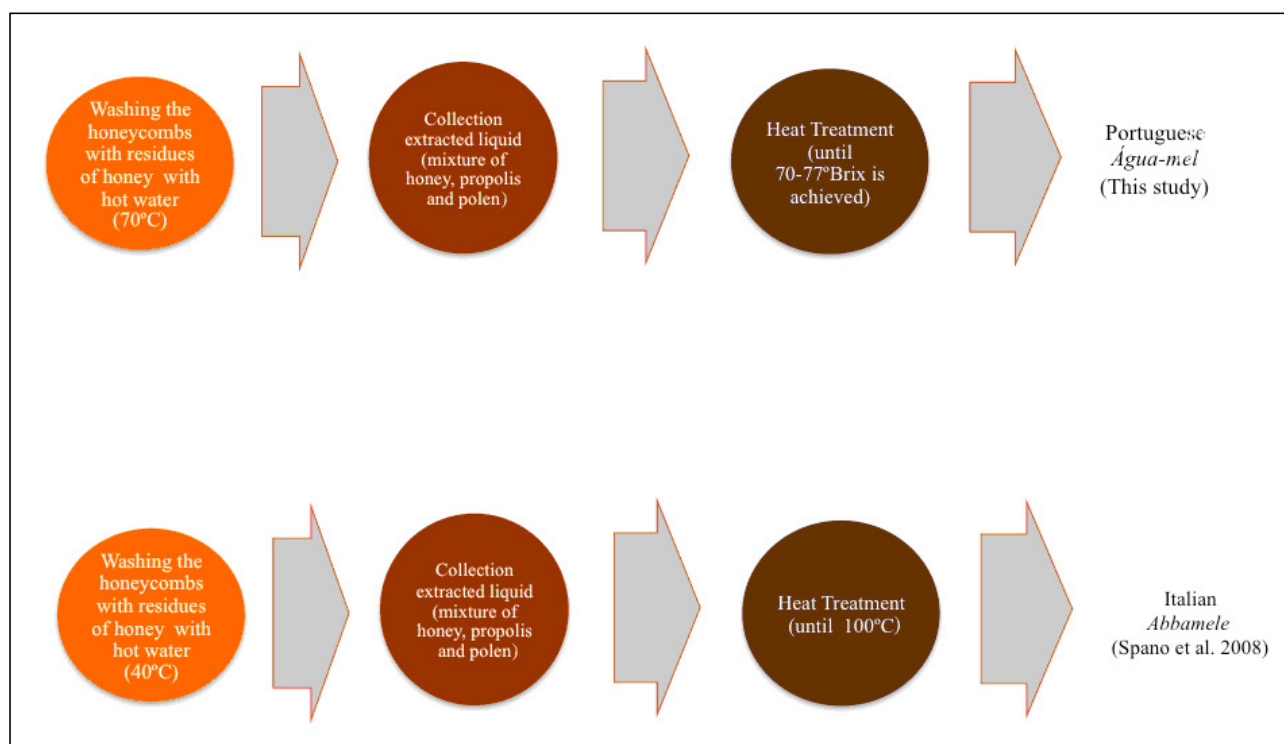 Washing the
honeycombs
with residues
of honey with
hot water
(70ºC)
Collection
extracted liquid
(mixture of
honey, propolis
and polen)
Heat Treatment
(until
70-77ºBrix is
achieved)
Portuguese
Água-mel
(This study)
Washing the
honeycombs
with residues
of honey with
hot water
(40ºC)
Collection
extracted liquid
(mixture of
honey, propolis
and polen)
Heat Treatment
(until 100ºC)
Italian
Abbamele
(Spano et al. 2008)